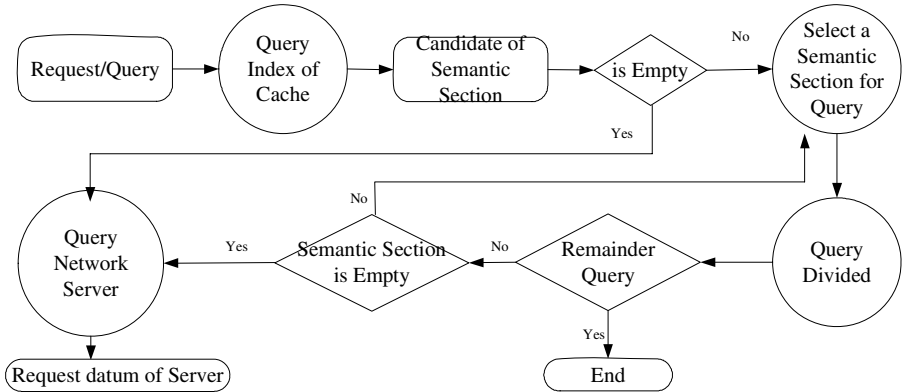 Request/Query
Query
Index of
Cache
Candidate of
Semantic
Section
is Empty
No
Select a
Semantic
Section for
Query
Yes
No
Query
Network
Server
Yes
Semantic Section
is Empty
No
Remainder
Query
Query
Divided
Yes
Request datum of Server
End